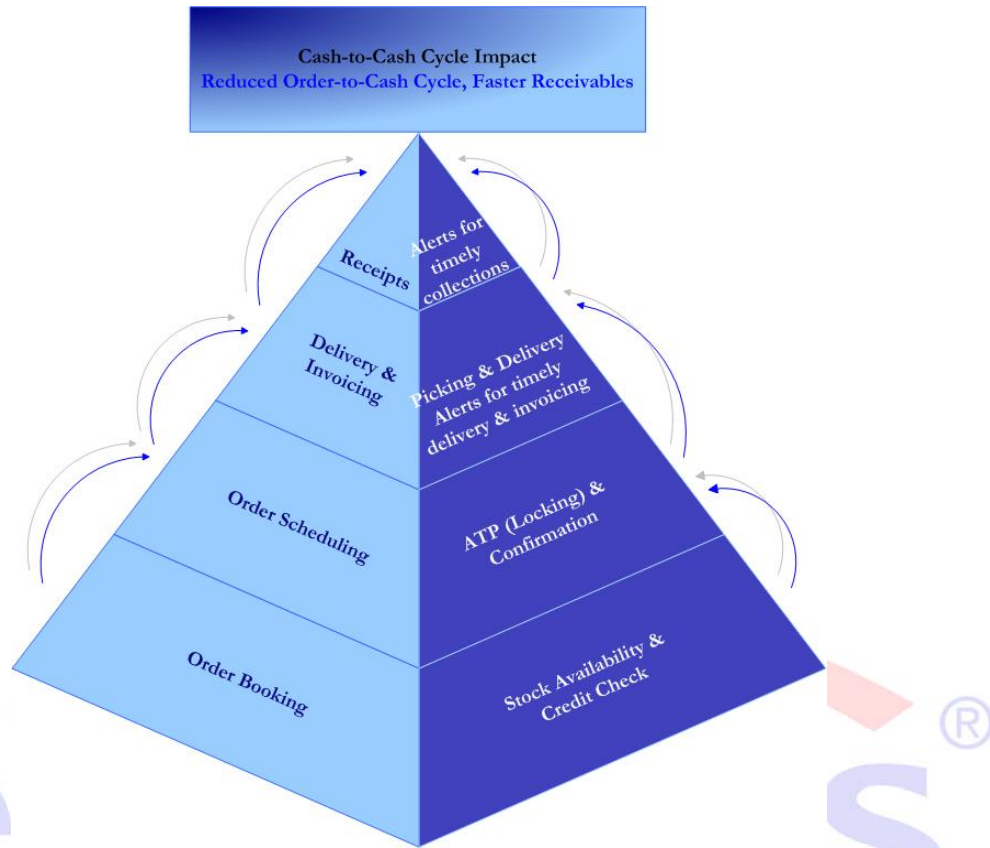 Cash-to-Cash Cycle Impact
Reduced Order-to-Cash Cycle, Faster Receivables
Receipts
Alerts for
timely
collections
Delivery &
Invoicing
Picking & Delivery
Alerts for timely
delivery & invoicing
Order Scheduling
ATP (Locking) &
Confirmation
Order Booking
Stock Availability &
Credit Check
®
s